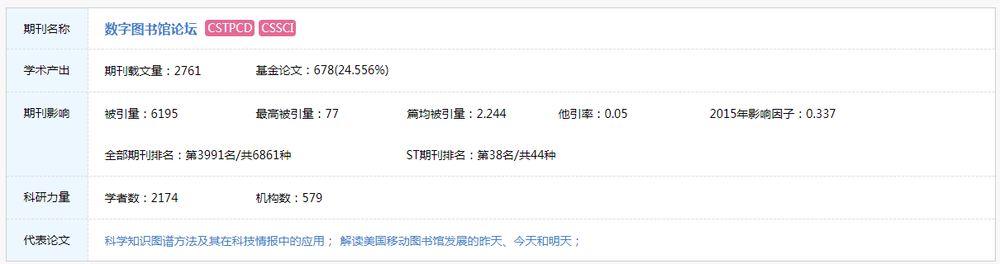 期刊名称 数字图书馆论坛 CSTPCD CSSCI
学术产出 期刊载文量：2761 基金论文：678(24.556%)
期刊影响 被引量：6195 最高被引量：77 篇均被引量：2.244 他引率：0.05 2015年影响因子：0.337
全部期刊排名：第3991名/共6861种 ST期刊排名：第38名/共44种
科研力量 学者数：2174 机构数：579
代表论文 科学知识图谱方法及其在科技情报中的应用； 解读美国移动图书馆发展的昨天、今天和明天；